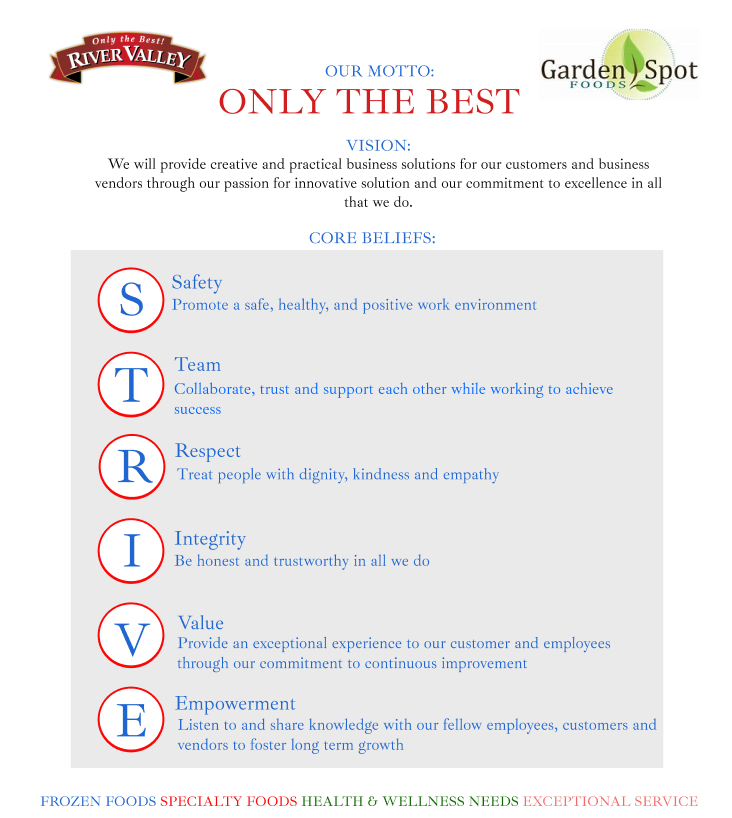 Only the Best!
RIVER VALLEY
Garden Spot
FOODS
OUR MOTTO:
ONLY THE BEST
VISION:
We will provide creative and practical business solutions for our customers and business
vendors through our passion for innovative solution and our commitment to excellence in all
that we do.
CORE BELIEFS:
S
Safety
Promote a safe, healthy, and positive work environment
T
Team
Collaborate, trust and support each other while working to achieve
success
R
Respect
Treat people with dignity, kindness and empathy
I
Integrity
Be honest and trustworthy in all we do
V
Value
Provide an exceptional experience to our customer and employees
through our commitment to continuous improvement
E
Empowerment
Listen to and share knowledge with our fellow employees, customers and
vendors to foster long term growth
FROZEN FOODS SPECIALTY FOODS HEALTH & WELLNESS NEEDS EXCEPTIONAL SERVICE